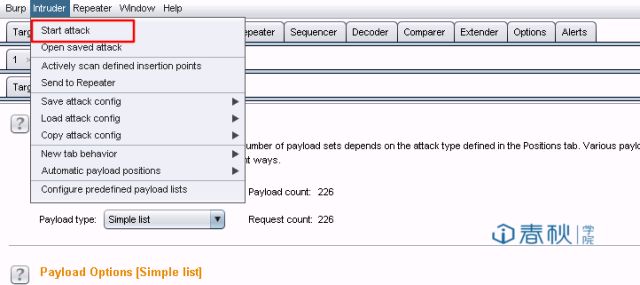 Burp Intruder Repeater Window Help
Start attack
Open saved attack
Actively scan defined insertion points
Send to Repeater
Save attack config
Load attack config
Copy attack config
New tab behavior
Automatic payload positions
Configure predefined payload lists
Targ epeater Sequencer Decoder Comparer Extender Options Alerts
1
Targ
umber of payload sets depends on the attack type defined in the Positions tab. Various paylo
nt ways.
Payload count: 226
Payload type: Simple list Request count: 226
春秋 学院
? Payload Options [Simple list]